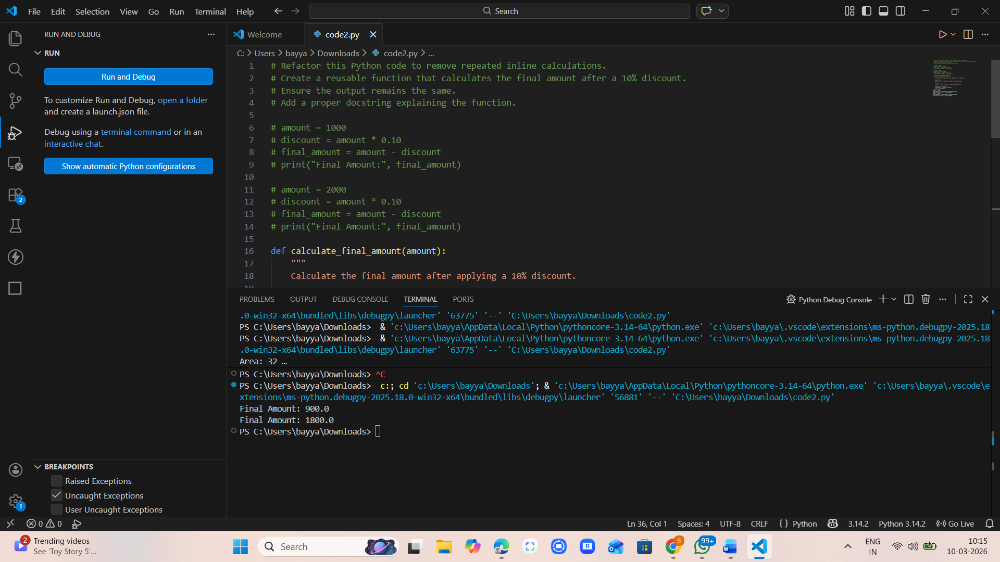 File Edit Selection View Go Run Terminal Help
Search
RUN AND DEBUG
RUN
Run and Debug
To customize Run and Debug, open a folder
and create a launch.json file.
Debug using a terminal command or in an
interactive chat.
Show automatic Python configurations
2
BREAKPOINTS
Raised Exceptions
Uncaught Exceptions
User Uncaught Exceptions
1
Welcome
code2.py
C: > Users > bayya > Downloads > code2.py > ...
1 # Refactor this Python code to remove repeated inline calculations.
2 # Create a reusable function that calculates the final amount after a 10% discount.
3 # Ensure the output remains the same.
4 # Add a proper docstring explaining the function.
5
6 # amount = 1000
7 # discount = amount * 0.10
8 # final_amount = amount - discount
9 # print("Final Amount:", final_amount)
10
11 # amount = 2000
12 # discount = amount * 0.10
13 # final_amount = amount - discount
14 # print("Final Amount:", final_amount)
15
16 def calculate_final_amount(amount):
17 """
18 Calculate the final amount after applying a 10% discount.
PROBLEMS OUTPUT DEBUG CONSOLE TERMINAL PORTS
Python Debug Console
.0-win32-x64\bundled\libs\debugpy\launcher' '63775' '--' 'C:\Users\bayya\Downloads\code2.py'
PS C:\Users\bayya\Downloads>  & 'c:\Users\bayya\AppData\Local\Python\pythoncore-3.14-64\python.exe' 'c:\Users\bayya\.vscode\extensions\ms-python.debugpy-2025.18
PS C:\Users\bayya\Downloads>  & 'c:\Users\bayya\AppData\Local\Python\pythoncore-3.14-64\python.exe' 'c:\Users\bayya\.vscode\extensions\ms-python.debugpy-2025.18
.0-win32-x64\bundled\libs\debugpy\launcher' '63775' '--' 'C:\Users\bayya\Downloads\code2.py'
Area: 32 …
PS C:\Users\bayya\Downloads> ^C
PS C:\Users\bayya\Downloads>  c:; cd 'c:\Users\bayya\Downloads'; & 'c:\Users\bayya\AppData\Local\Python\pythoncore-3.14-64\python.exe' 'c:\Users\bayya\.vscode\e
xtensions\ms-python.debugpy-2025.18.0-win32-x64\bundled\libs\debugpy\launcher' '56881' '--' 'C:\Users\bayya\Downloads\code2.py'
Final Amount: 900.0
Final Amount: 1800.0
PS C:\Users\bayya\Downloads>
0 0
Ln 36, Col 1 Spaces: 4 UTF-8 CRLF { } Python 3.14.2 Python 3.14.2 Go Live
2 Trending videos
See 'Toy Story 5'...
Search
S
99+
ENG
IN
10:15
10-03-2026